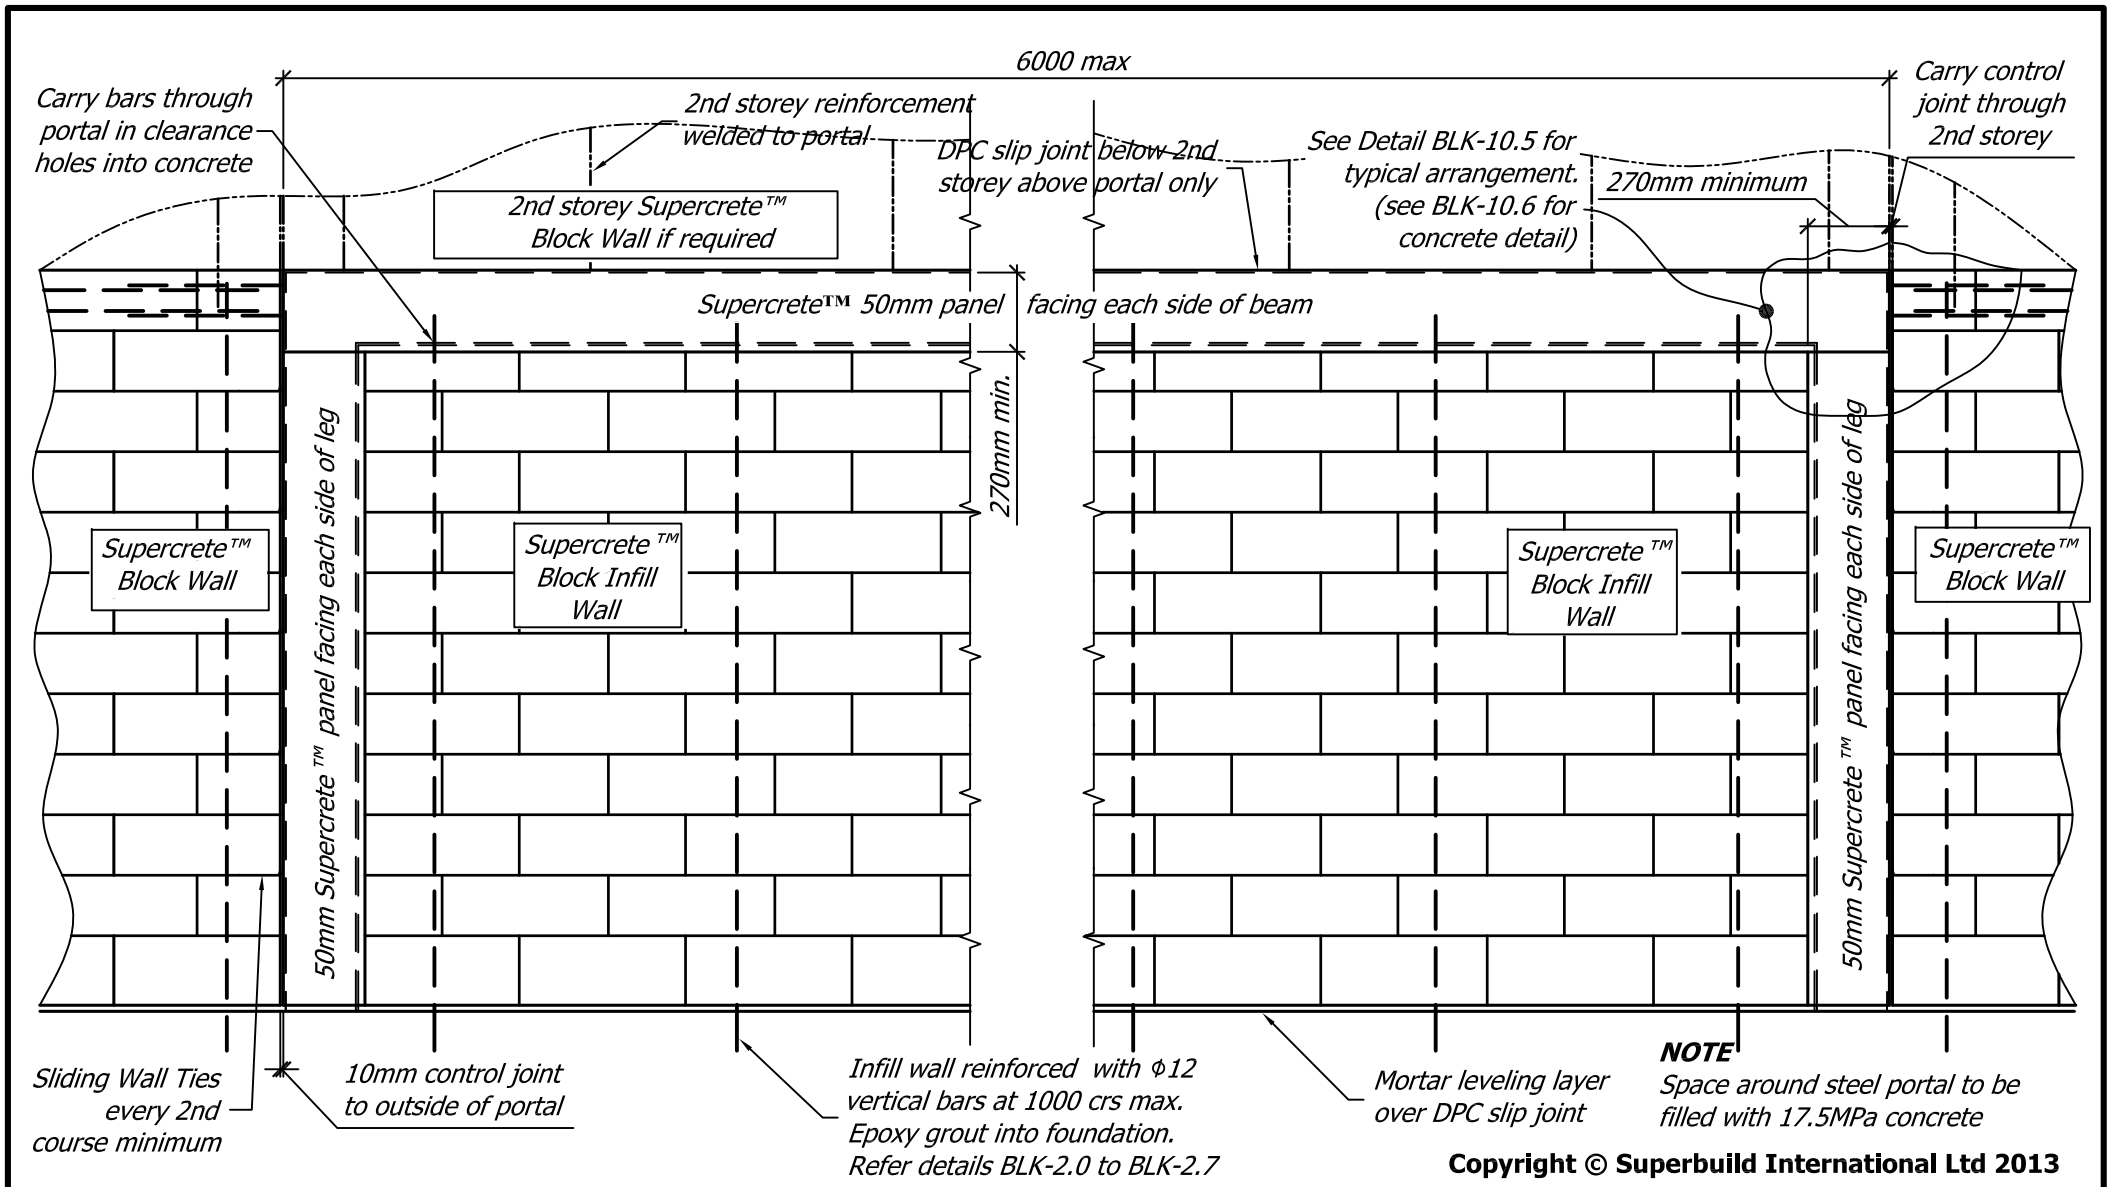 6000 max
Carry bars through
portal in clearance
holes into concrete
2nd storey reinforcement
welded to portal
DPC slip joint below 2nd
storey above portal only
See Detail BLK-10.5 for
typical arrangement.
(see BLK-10.6 for
concrete detail)
270mm minimum
Carry control
joint through
2nd storey
2nd storey Supercrete™
Block Wall if required
Supercrete™ 50mm panel facing each side of beam
270mm min.
Supercrete™
Block Wall
50mm Supercrete™ panel facing each side of leg
Supercrete™
Block Infill
Wall
Supercrete™
Block Infill
Wall
50mm Supercrete™ panel facing each side of leg
Supercrete™
Block Wall
Sliding Wall Ties
every 2nd
course minimum
10mm control joint
to outside of portal
Infill wall reinforced with Φ12
vertical bars at 1000 crs max.
Epoxy grout into foundation.
Refer details BLK-2.0 to BLK-2.7
Mortar leveling layer
over DPC slip joint
NOTE
Space around steel portal to be
filled with 17.5MPa concrete
Copyright © Superbuild International Ltd 2013